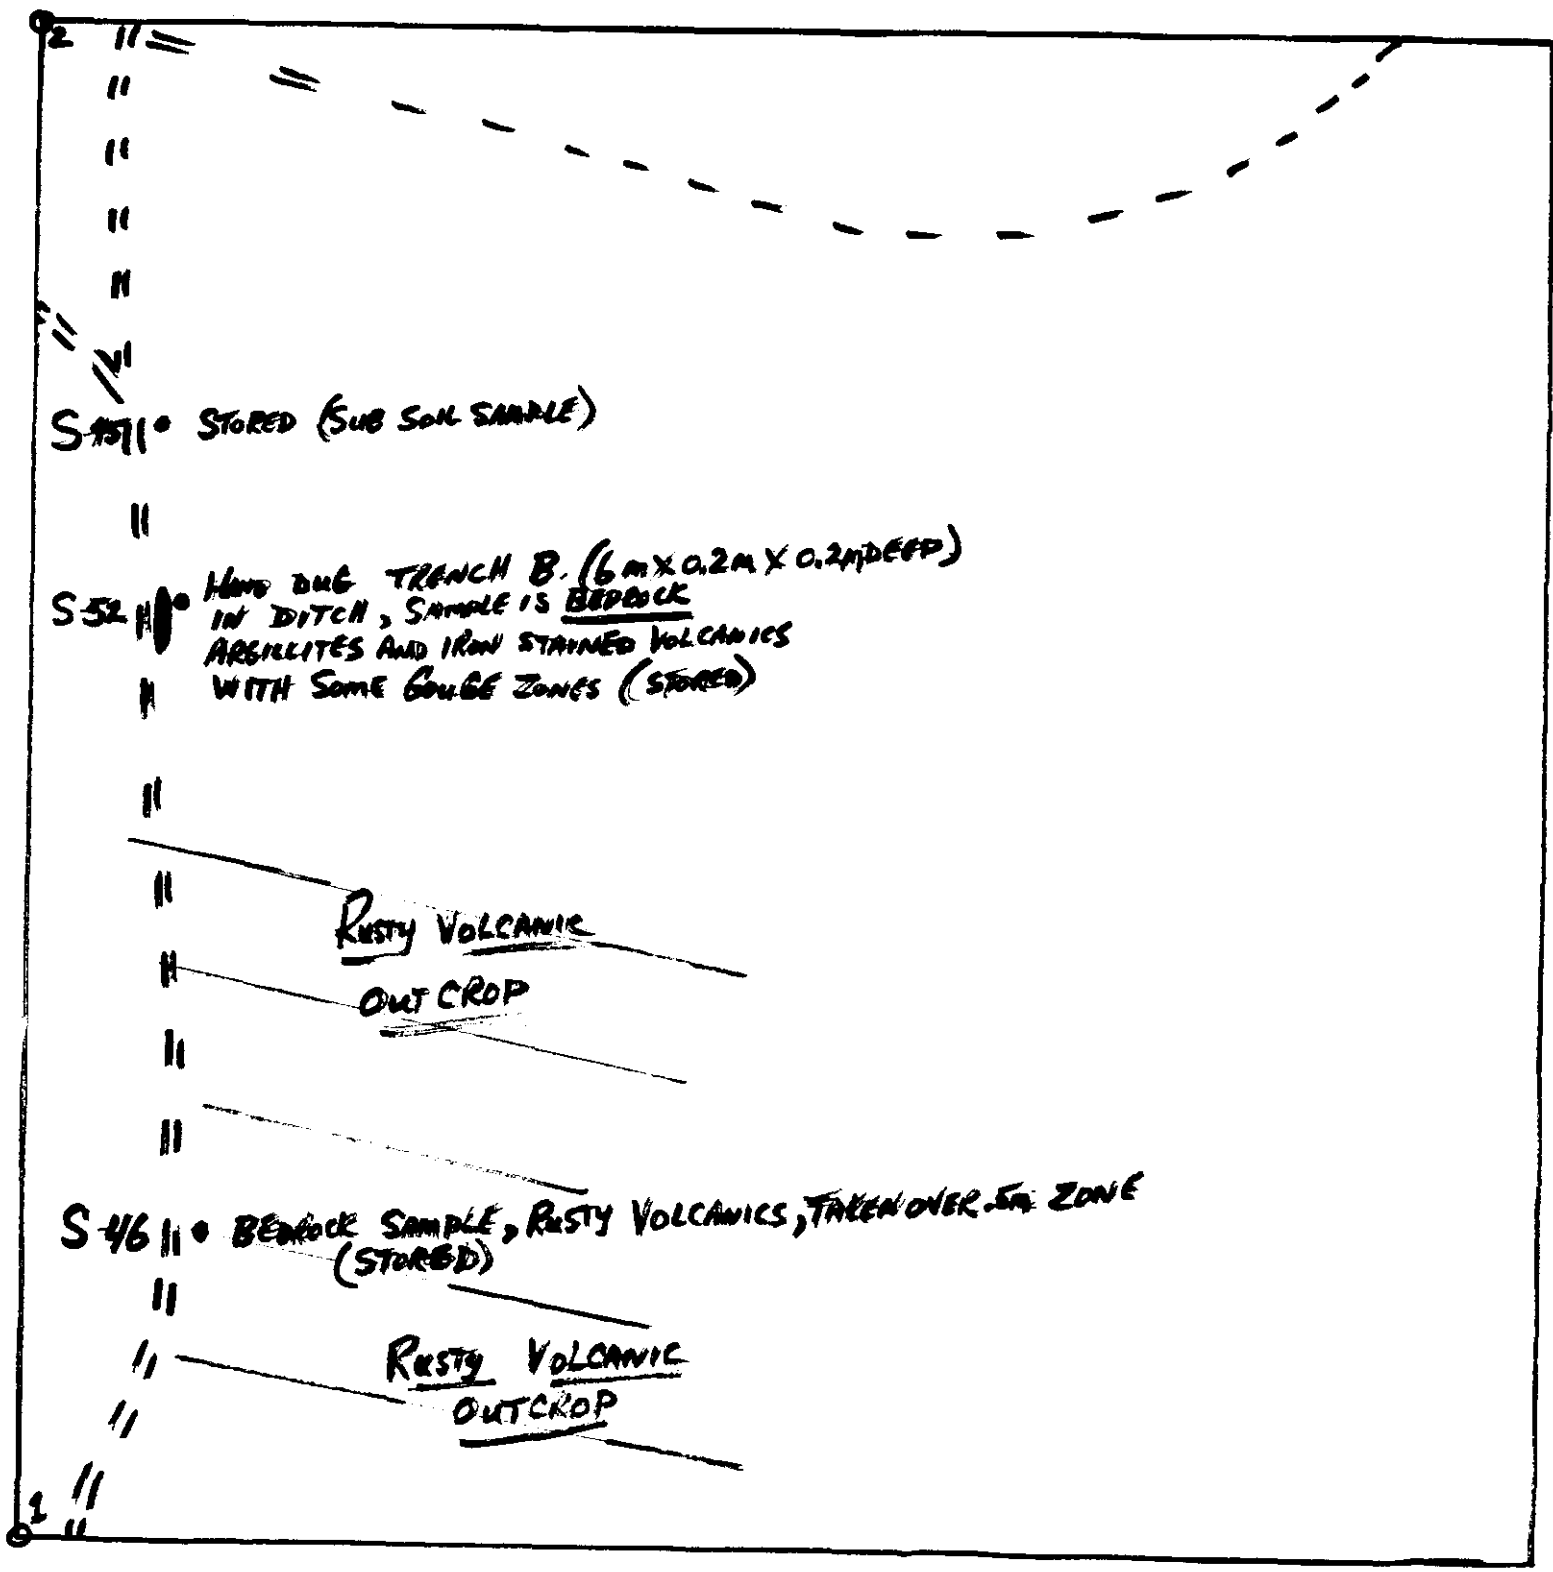 2
S-45 STORED (SUB SOIL SAMPLE)
S-52 HAND DUG TRENCH B. (6m X 0.2m X 0.2m DEEP)
IN DITCH, SAMPLE IS BEDROCK
ARGILLITES AND IRON STAINED VOLCANICS
WITH SOME GOUGE ZONES (STORED)
RUSTY VOLCANIC
OUTCROP
S-46 BEDROCK SAMPLE, RUSTY VOLCANICS, TAKEN OVER .5m ZONE
(STORED)
RUSTY VOLCANIC
OUTCROP
1